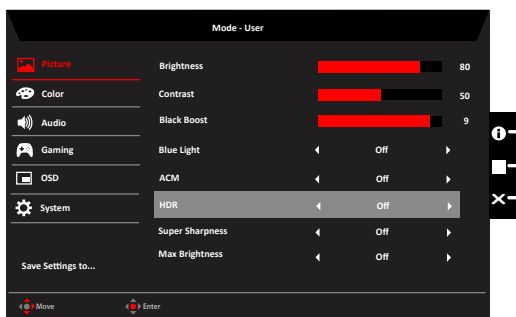 Mode - User
Picture
Color
Audio
Gaming
OSD
System
Save Settings to...
Brightness 80
Contrast 50
Black Boost 9
Blue Light Off
ACM Off
HDR Off
Super Sharpness Off
Max Brightness Off
Move Enter